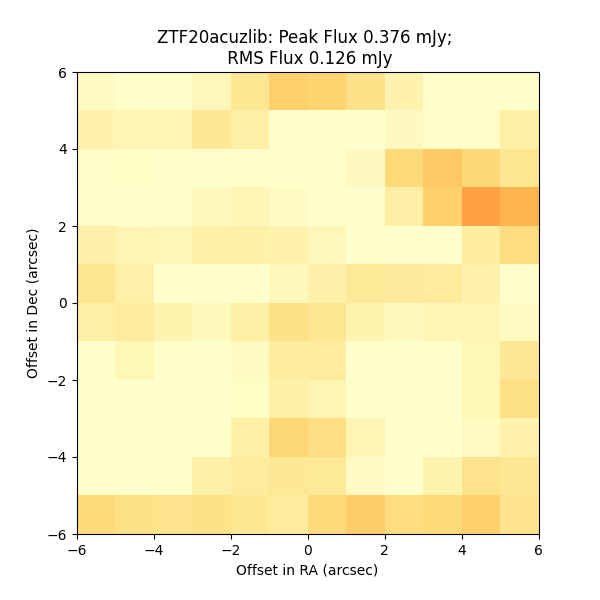 ZTF20acuzlib: Peak Flux 0.376 mJy;
RMS Flux 0.126 mJy
6
4
2
0
−2
−4
−6
Offset in Dec (arcsec)
−6 −4 −2 0 2 4 6
Offset in RA (arcsec)